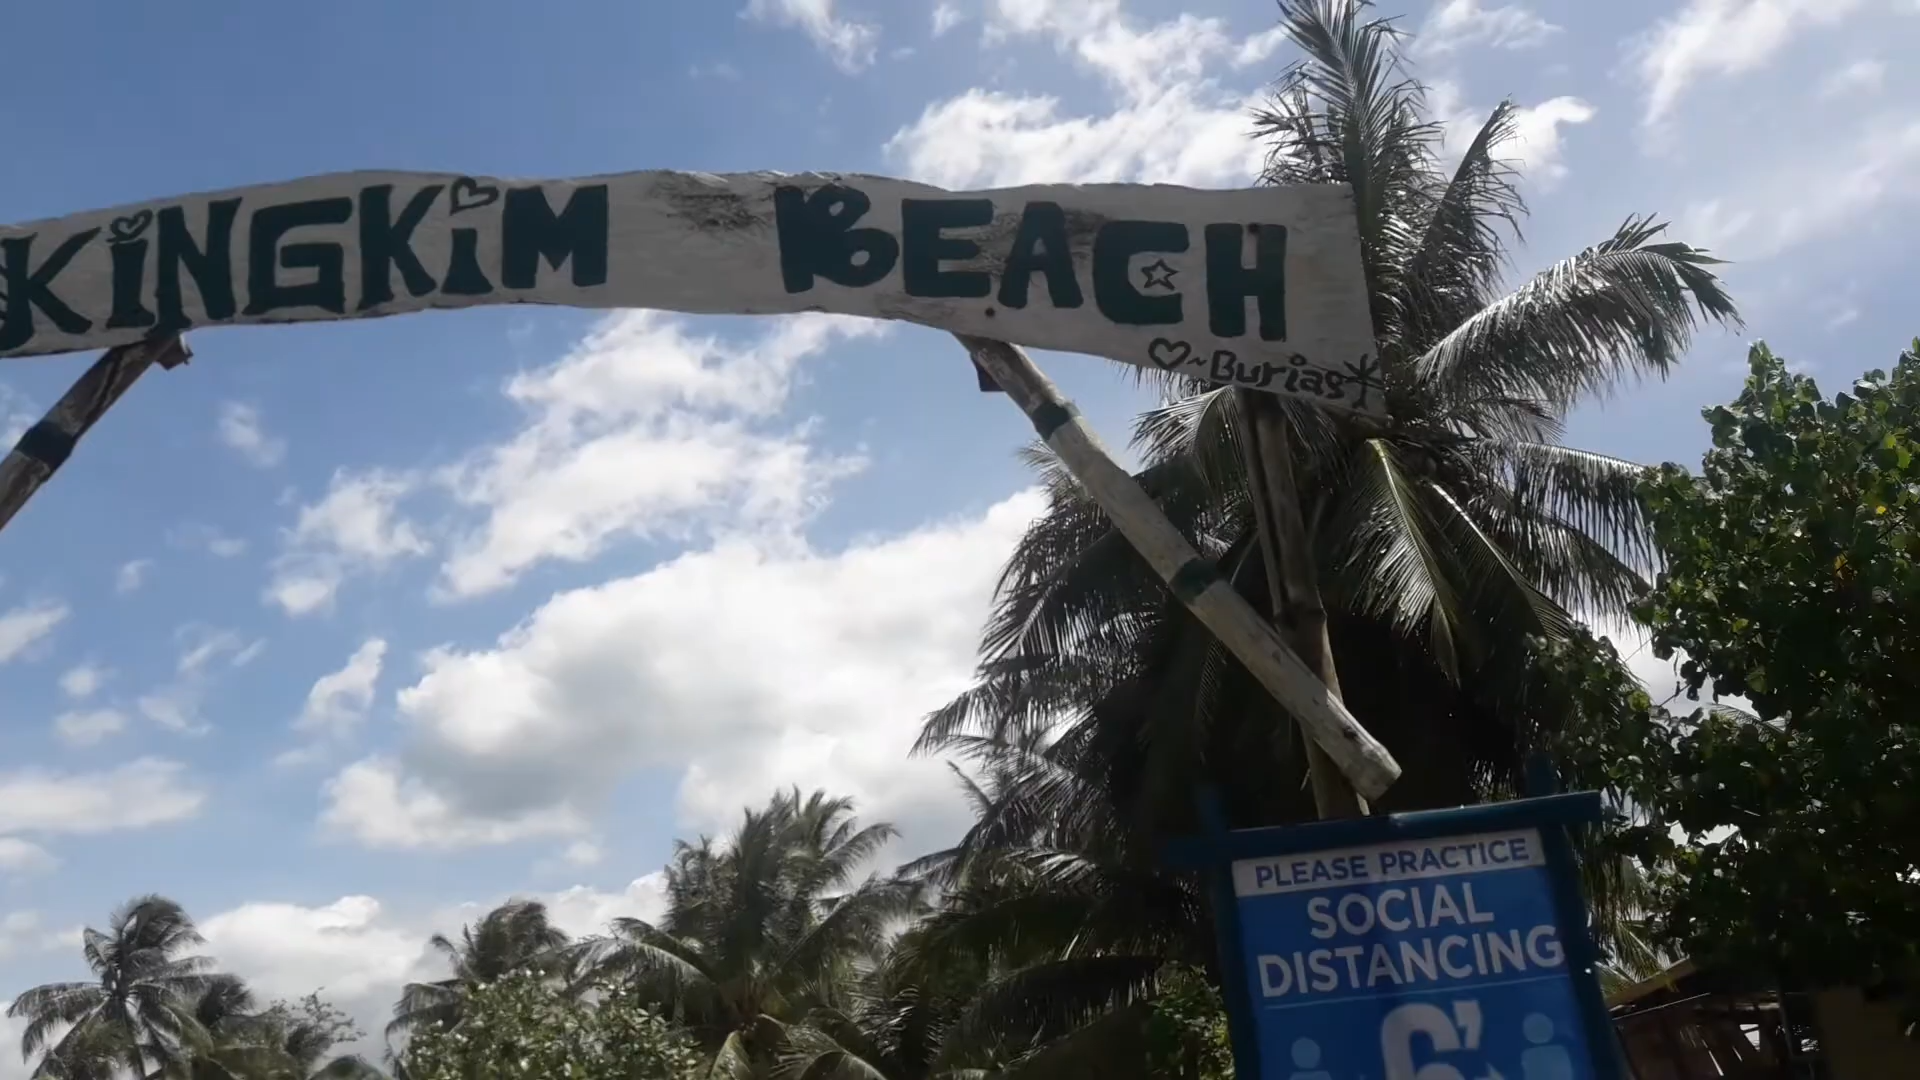 KiNGKiM BEACH
~Burias
PLEASE PRACTICE
SOCIAL
DISTANCING
6'